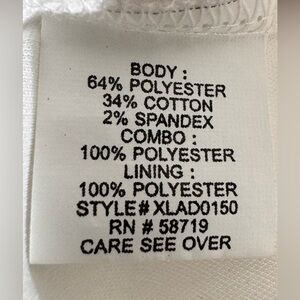 BODY :
64% POLYESTER
34% COTTON
2% SPANDEX
COMBO :
100% POLYESTER
LINING :
100% POLYESTER
STYLE# XLAD0150
RN # 58719
CARE SEE OVER